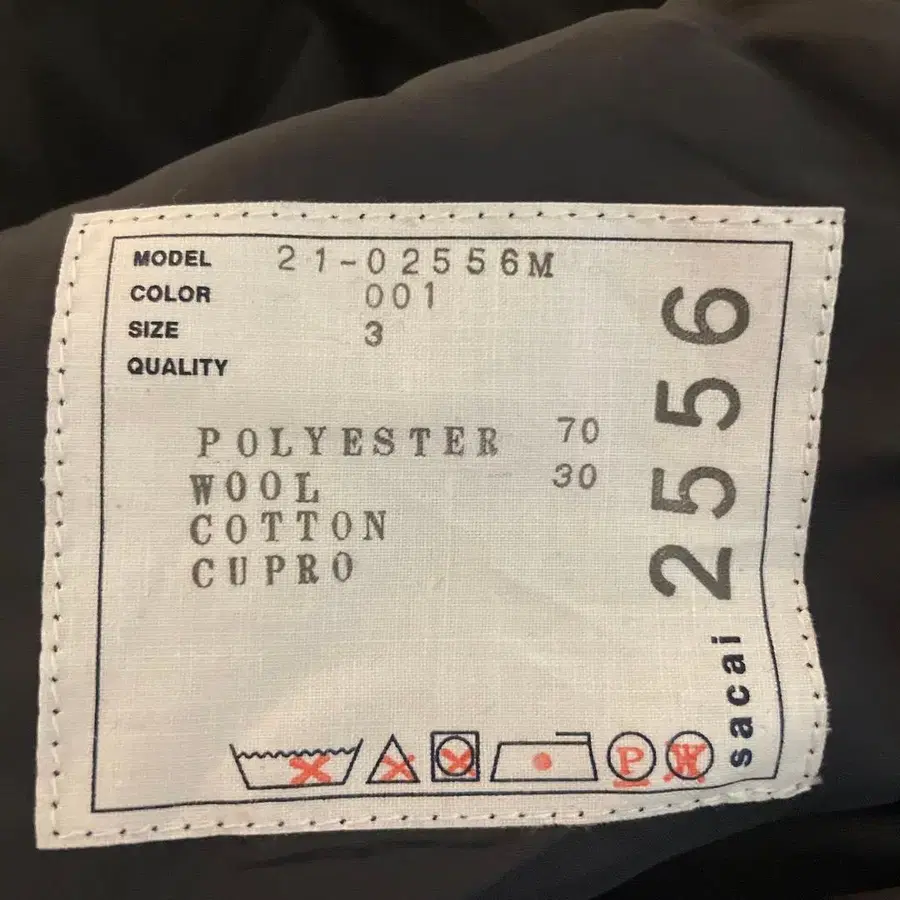 MODEL 21-02556M
COLOR 001
SIZE 3
QUALITY
POLYESTER 70
WOOL 30
COTTON
CUPRO
P W
sacai 2556